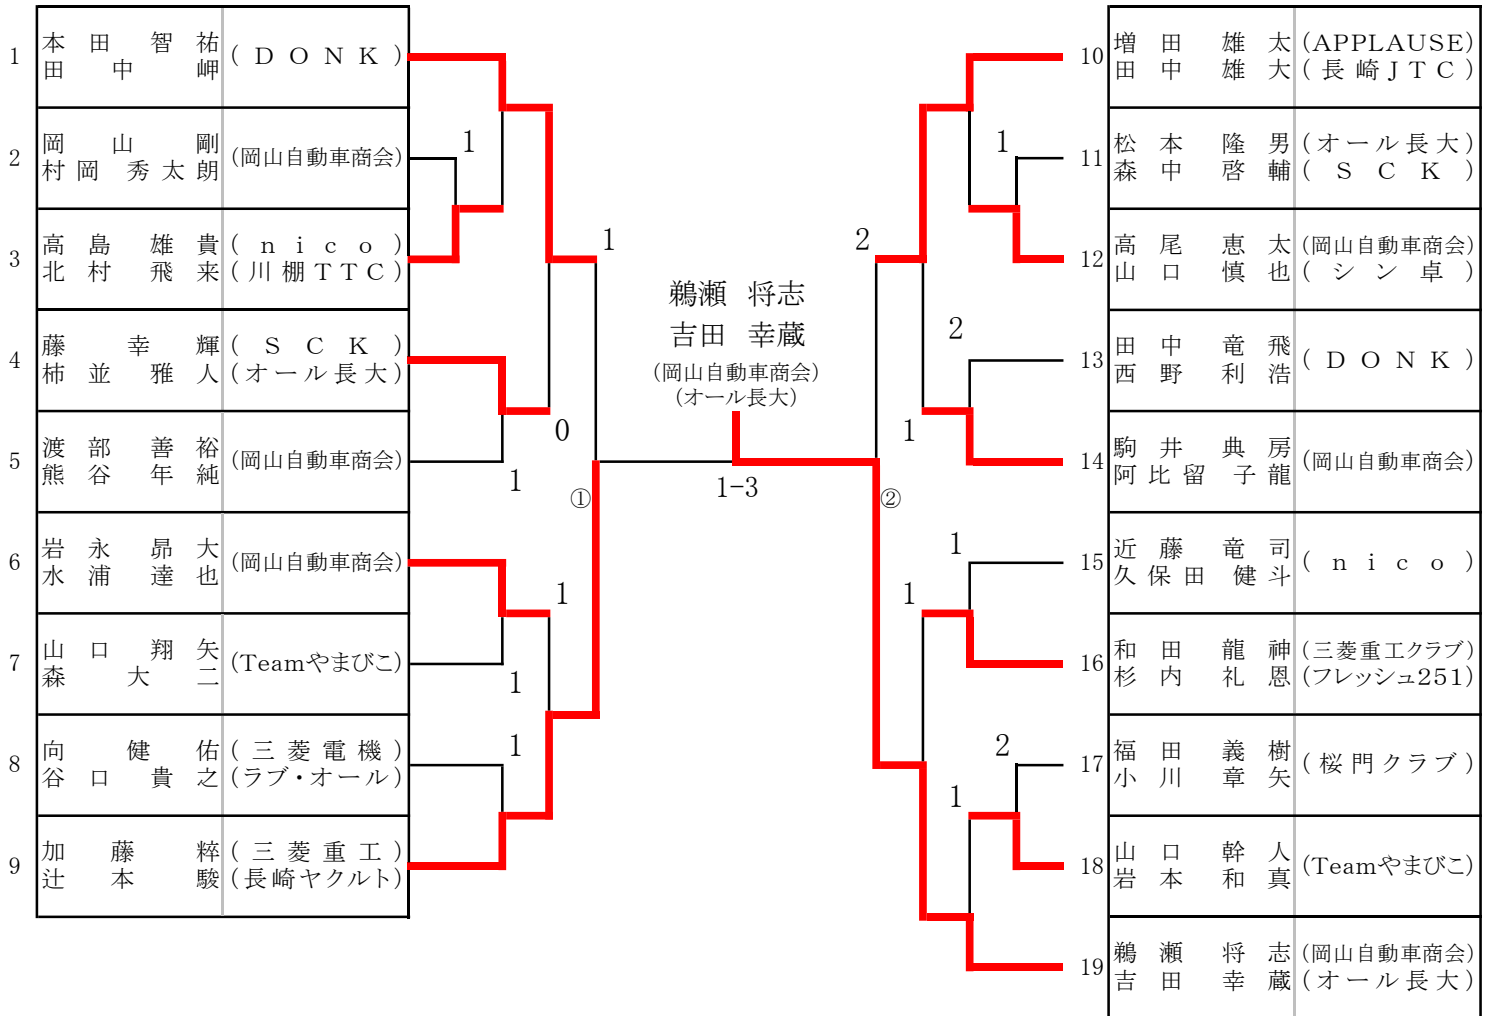 1 本田 智祐 (DONK)
田中 岬
2 岡山 剛 (岡山自動車商会)
村岡 秀太朗
3 高島 雄貴 (nico)
北村 飛来 (川棚TTC)
4 藤 幸輝 (SCK)
柿並 雅人 (オール長大)
5 渡部 善裕 (岡山自動車商会)
熊谷 年純
6 岩永 昴大 (岡山自動車商会)
水浦 達也
7 山口 翔矢 (Teamやまびこ)
森 大二
8 向 健佑 (三菱電機)
谷口 貴之 (ラブ・オール)
9 加藤 粹 (三菱重工)
辻本 駿 (長崎ヤクルト)
1
1
0
1
①
1
1
1
鵜瀬 将志
吉田 幸蔵
(岡山自動車商会)
(オール長大)
1-3
2
1
2
1
②
1
1
2
1
10 増田 雄太 (APPLAUSE)
田中 雄大 (長崎JTC)
11 松本 隆男 (オール長大)
森中 啓輔 (SCK)
12 高尾 恵太 (岡山自動車商会)
山口 慎也 (シン卓)
13 田中 竜飛 (DONK)
西野 利浩
14 駒井 典房 (岡山自動車商会)
阿比留 子龍
15 近藤 竜司 (nico)
久保田 健斗
16 和田 龍神 (三菱重工クラブ)
杉内 礼恩 (フレッシュ251)
17 福田 義樹 (桜門クラブ)
小川 章矢
18 山口 幹人 (Teamやまびこ)
岩本 和真
19 鵜瀬 将志 (岡山自動車商会)
吉田 幸蔵 (オール長大)